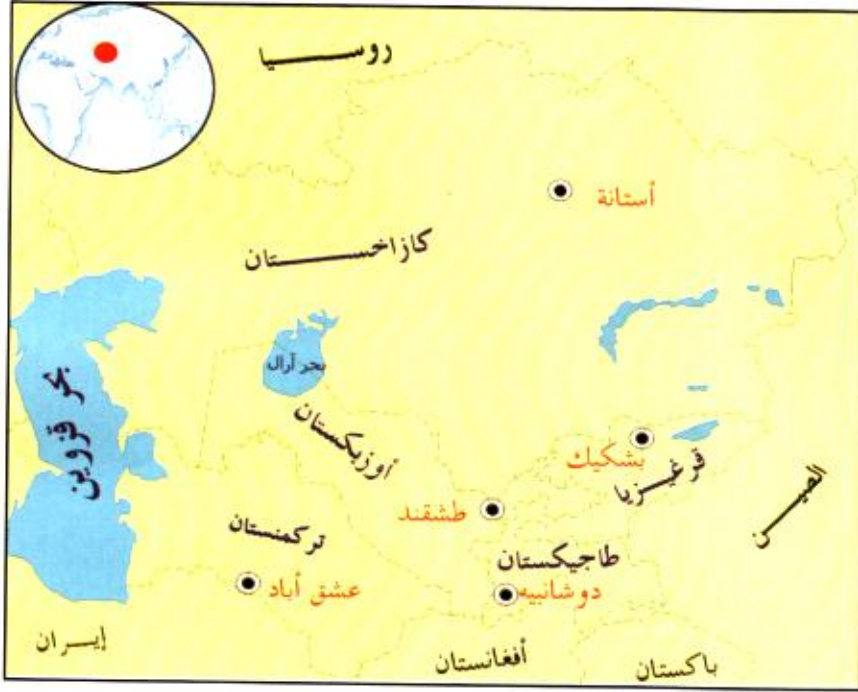 روسيا
أستانة
كازاخستان
بحر آرال
بحر قزوين
أوزبكستان
بشكيك
قرغيزيا
الصين
طشقند
تركمنستان
طاجيكستان
عشق أباد
دوشانبيه
إيران
أفغانستان
باكستان